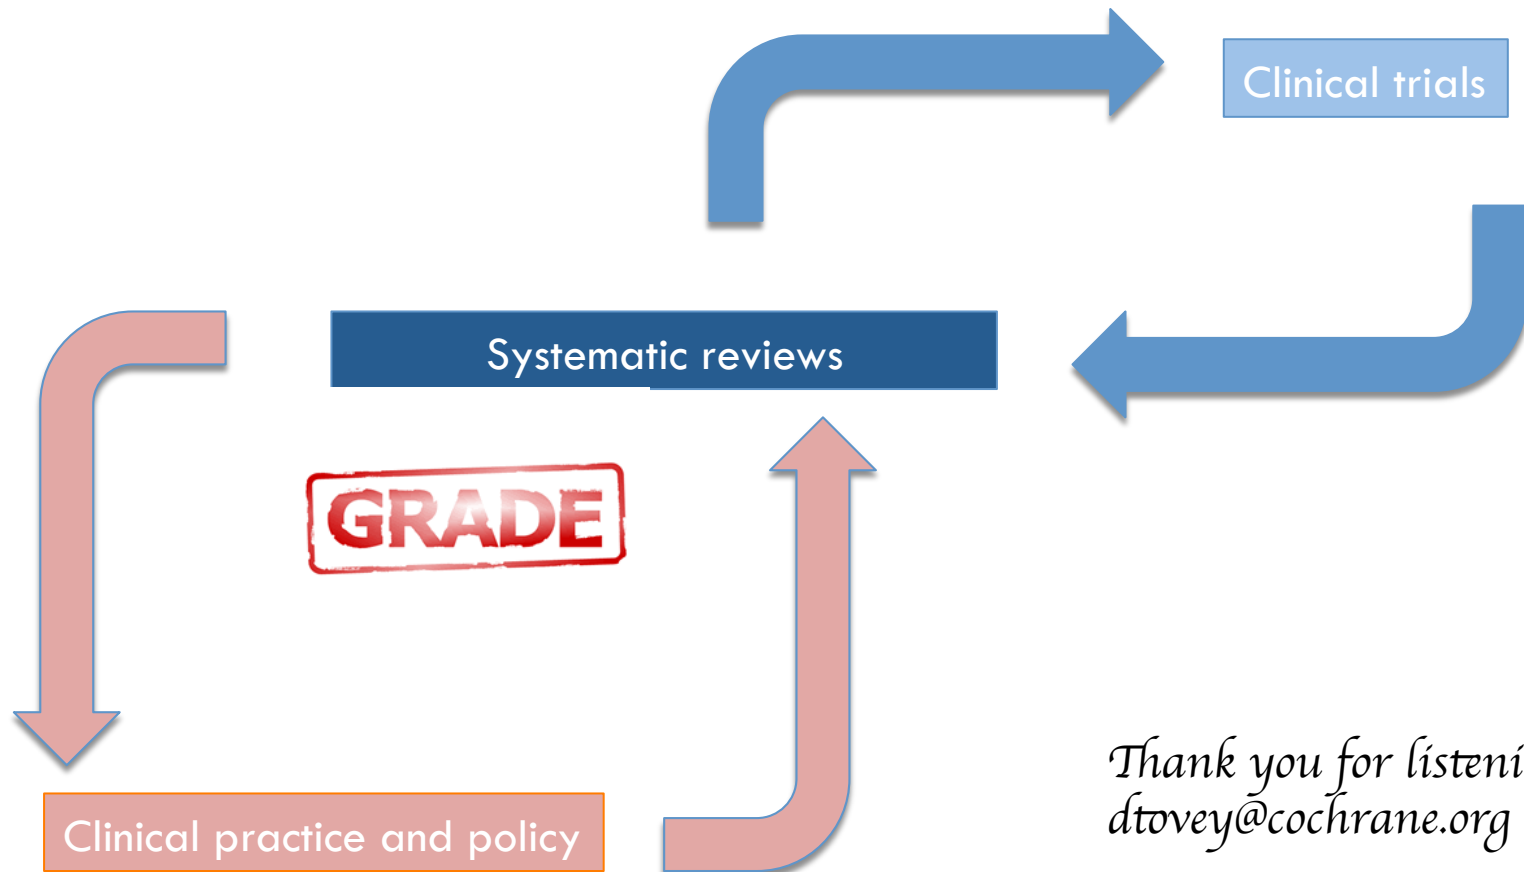 Clinical trials
Systematic reviews
GRADE
Clinical practice and policy
Thank you for listeni
dtovey@cochrane.org